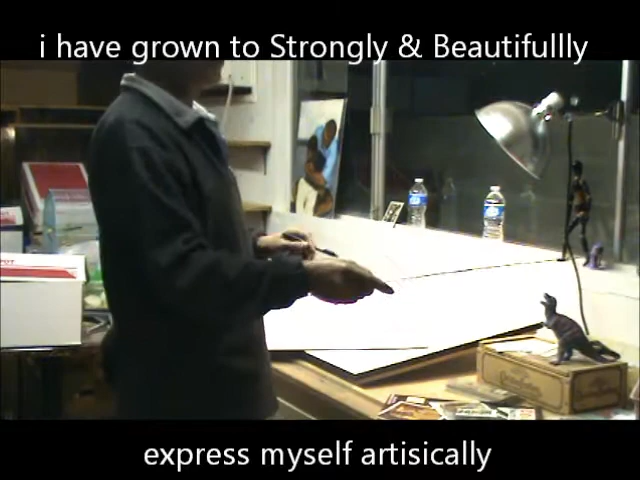 i have grown to Strongly & Beautifullly
express myself artisically